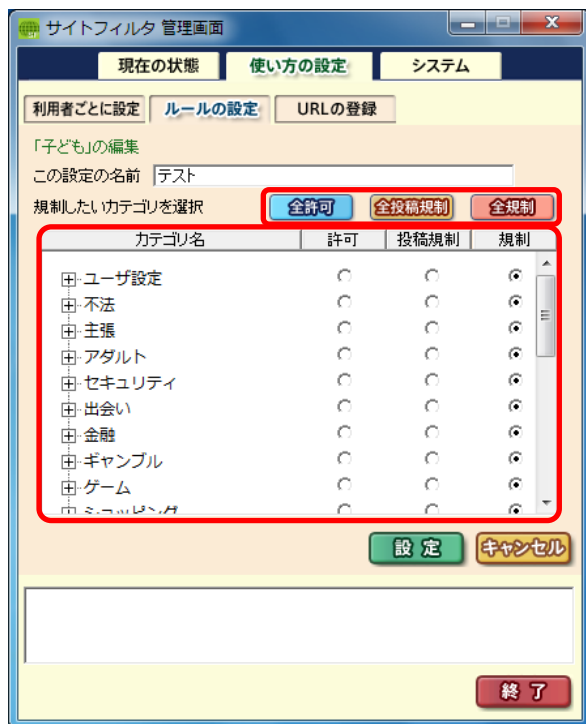 サイトフィルタ 管理画面
現在の状態 使い方の設定 システム
利用者ごとに設定 ルールの設定 URLの登録
「子ども」の編集
この設定の名前 テスト
規制したいカテゴリを選択 全許可 全投稿規制 全規制
カテゴリ名 許可 投稿規制 規制
ユーザ設定
不法
主張
アダルト
セキュリティ
出会い
金融
ギャンブル
ゲーム
ショッピング
設定 キャンセル
終了